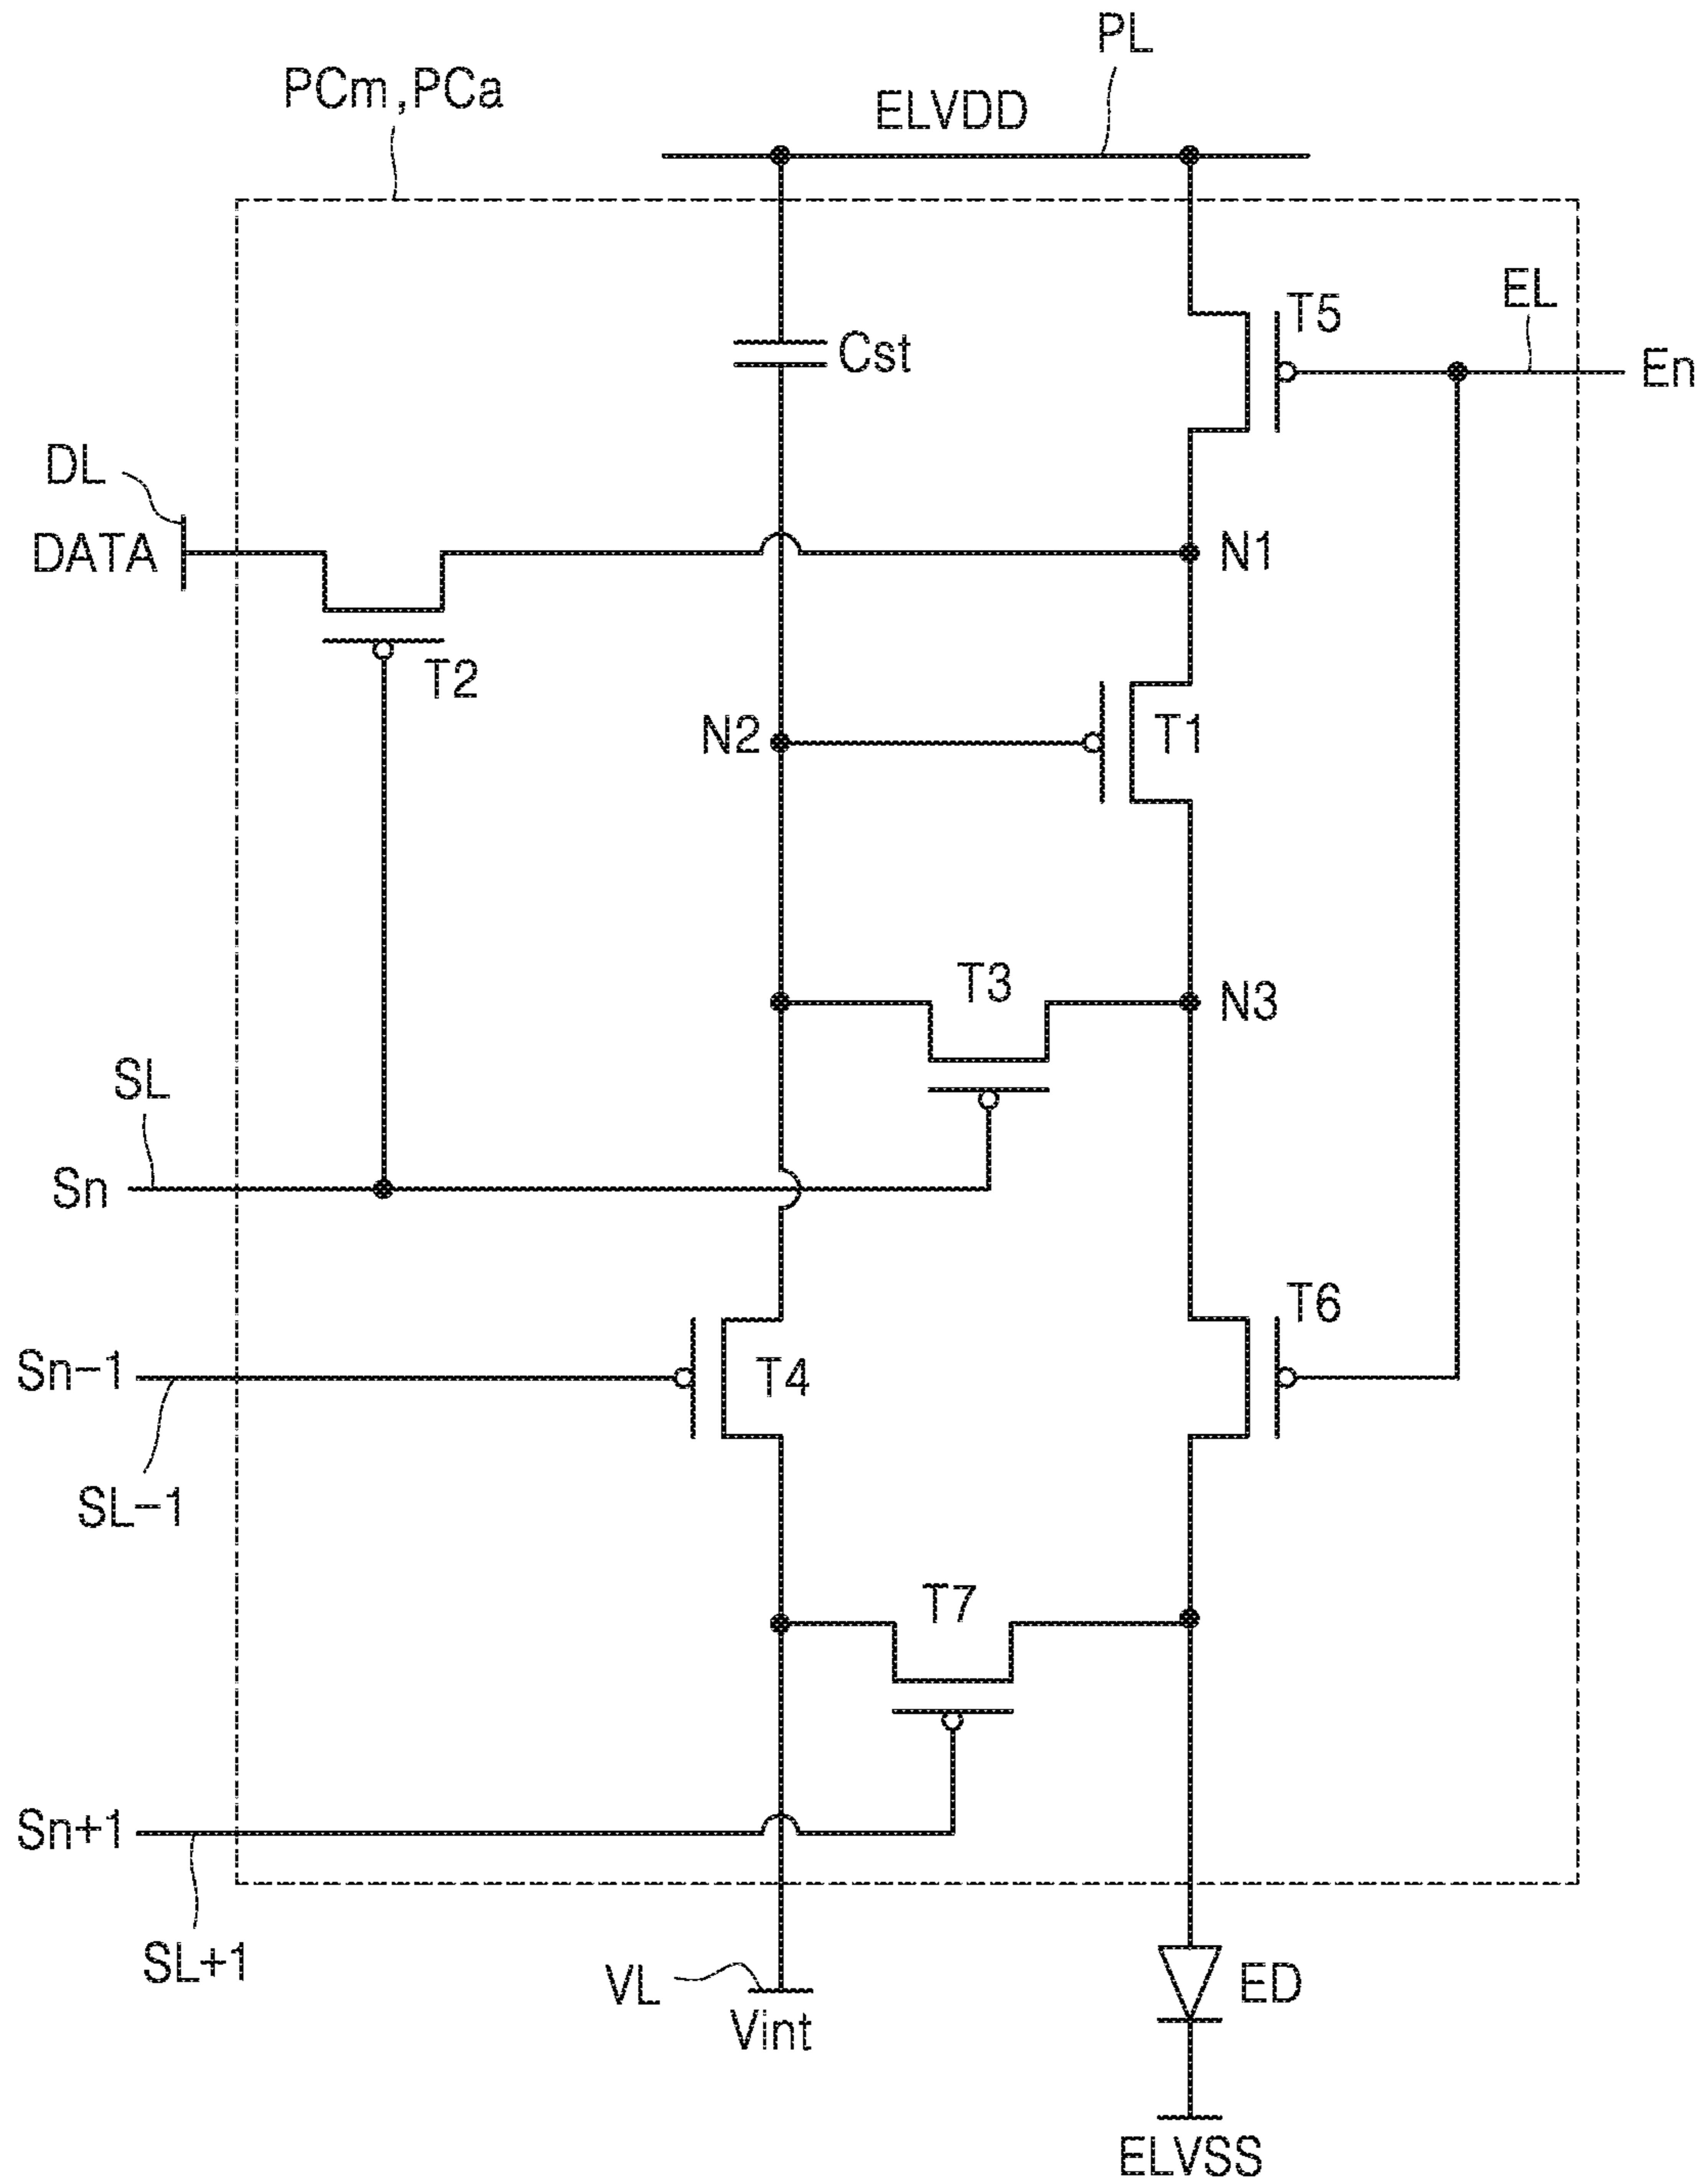 PL
PCm,PCa
ELVDD
T5
EL
En
Cst
DL
DATA
N1
T2
N2
T1
T3
N3
SL
Sn
T6
Sn-1
T4
SL-1
T7
Sn+1
SL+1
VL
ED
Vint
ELVSS